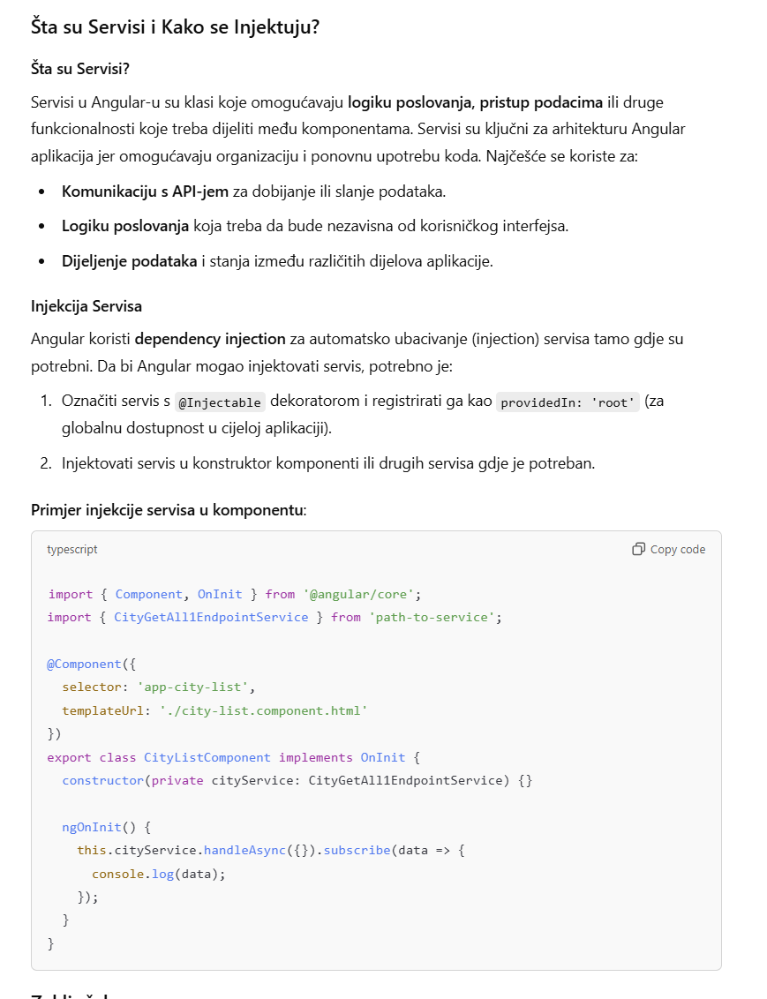 Šta su Servisi i Kako se Injektuju?
Šta su Servisi?
Servisi u Angular-u su klasi koje omogućavaju logiku poslovanja, pristup podacima ili druge
funkcionalnosti koje treba dijeliti među komponentama. Servisi su ključni za arhitekturu Angular
aplikacija jer omogućavaju organizaciju i ponovnu upotrebu koda. Najčešće se koriste za:
• Komunikaciju s API-jem za dobijanje ili slanje podataka.
• Logiku poslovanja koja treba da bude nezavisna od korisničkog interfejsa.
• Dijeljenje podataka i stanja između različitih dijelova aplikacije.
Injekcija Servisa
Angular koristi dependency injection za automatsko ubacivanje (injection) servisa tamo gdje su
potrebni. Da bi Angular mogao injektovati servis, potrebno je:
1. Označiti servis s @Injectable dekoratorom i registrirati ga kao providedIn: 'root' (za
globalnu dostupnost u cijeloj aplikaciji).
2. Injektovati servis u konstruktor komponenti ili drugih servisa gdje je potreban.
Primjer injekcije servisa u komponentu:
typescript Copy code
import { Component, OnInit } from '@angular/core';
import { CityGetAll1EndpointService } from 'path-to-service';
@Component({
selector: 'app-city-list',
templateUrl: './city-list.component.html'
})
export class CityListComponent implements OnInit {
constructor(private cityService: CityGetAll1EndpointService) {}
ngOnInit() {
this.cityService.handleAsync({}).subscribe(data => {
console.log(data);
});
}
}